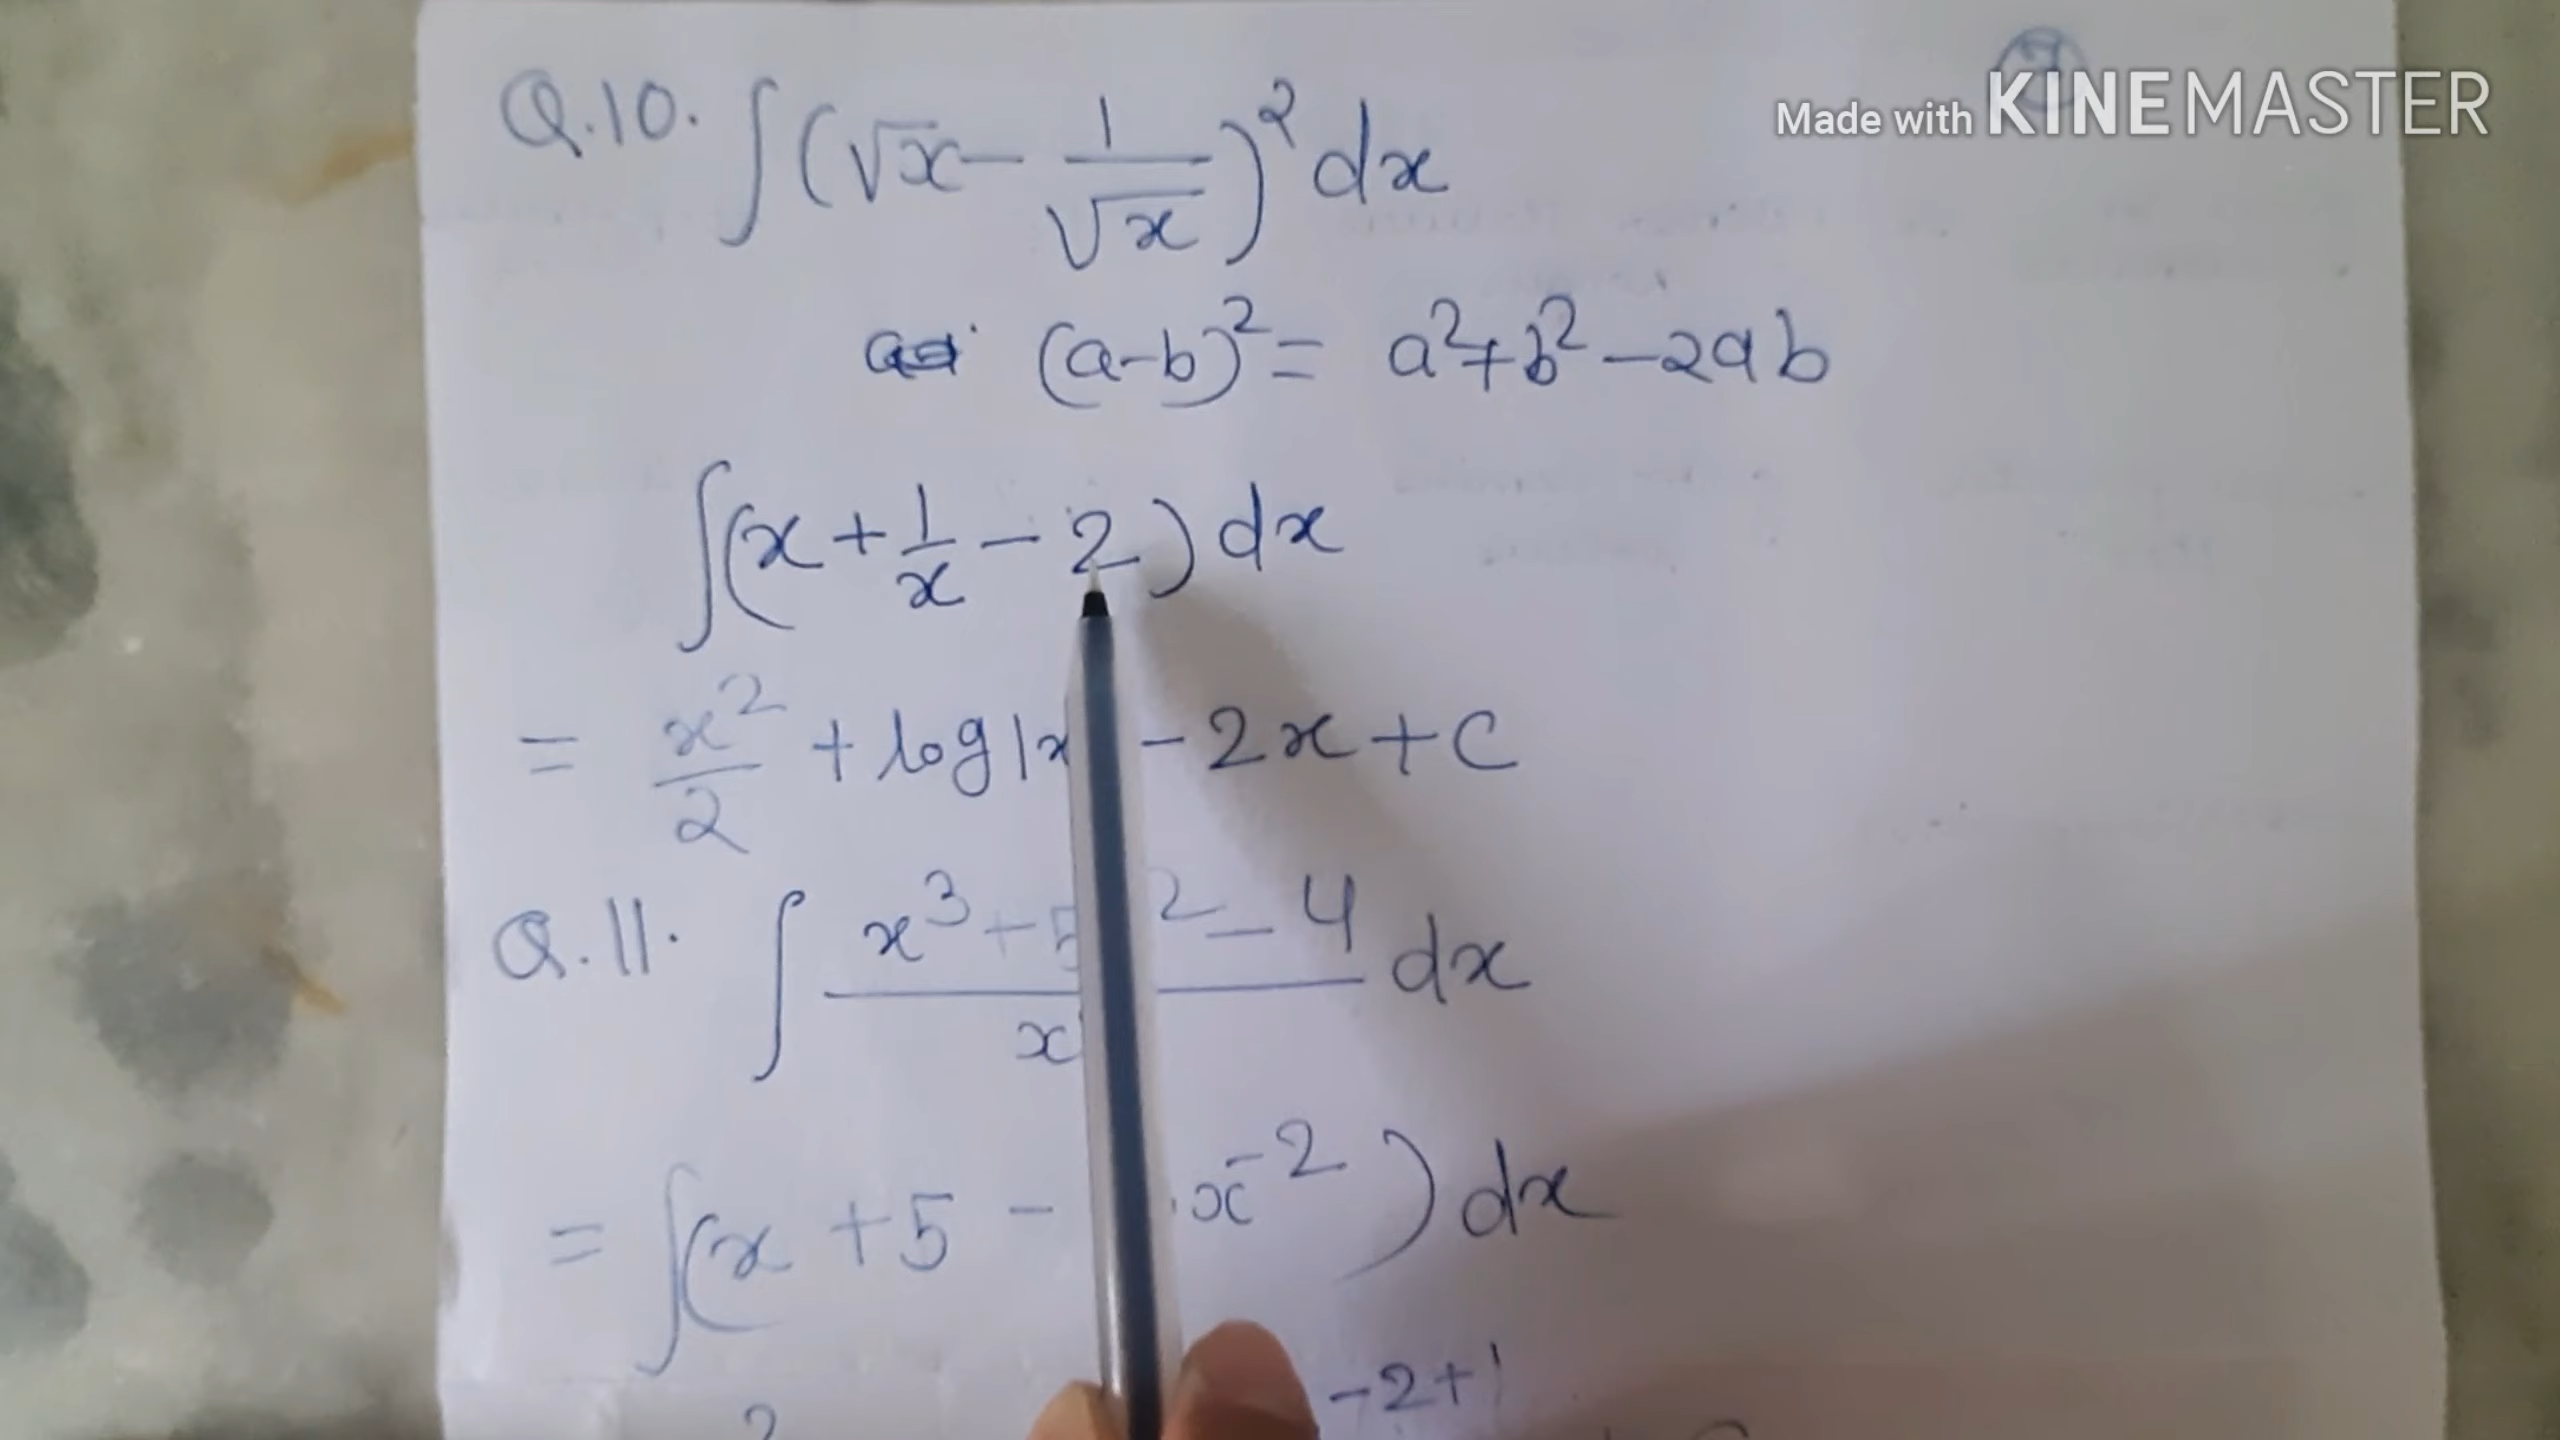 Made with KINEMASTER
Q.10. ∫(√x - 1/√x)² dx
(a-b)² = a²+b²-2ab
∫(x + 1/x - 2) dx
= x²/2 + log|x - 2x + c
Q.11. ∫ x³+5 ²-4 / x dx
= ∫(x + 5 - .x⁻²) dx
-2+1